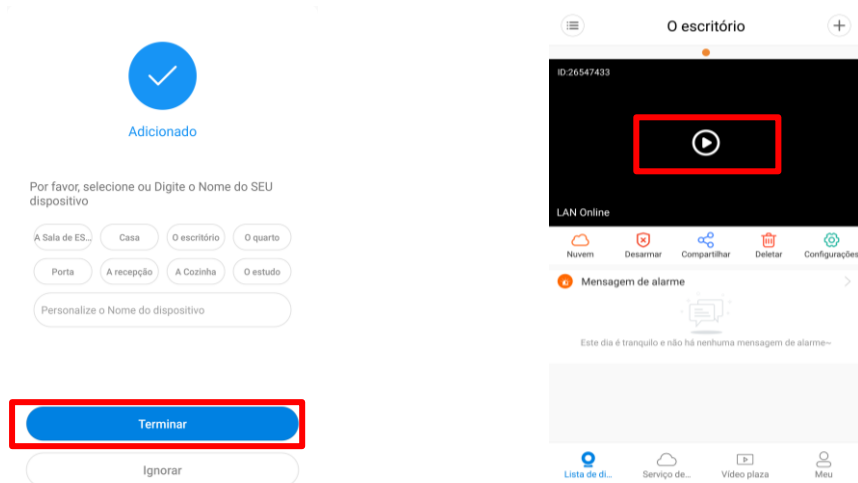 Adicionado
Por favor, selecione ou Digite o Nome do SEU
dispositivo
A Sala de ES...
Casa
O escritório
O quarto
Porta
A recepção
A Cozinha
O estudo
Personalize o Nome do dispositivo
Terminar
Ignorar
O escritório
ID:26547433
LAN Online
Nuvem
Desarmar
Compartilhar
Deletar
Configurações
Mensagem de alarme
Este dia é tranquilo e não há nenhuma mensagem de alarme~
Lista de di...
Serviço de...
Vídeo plaza
Meu